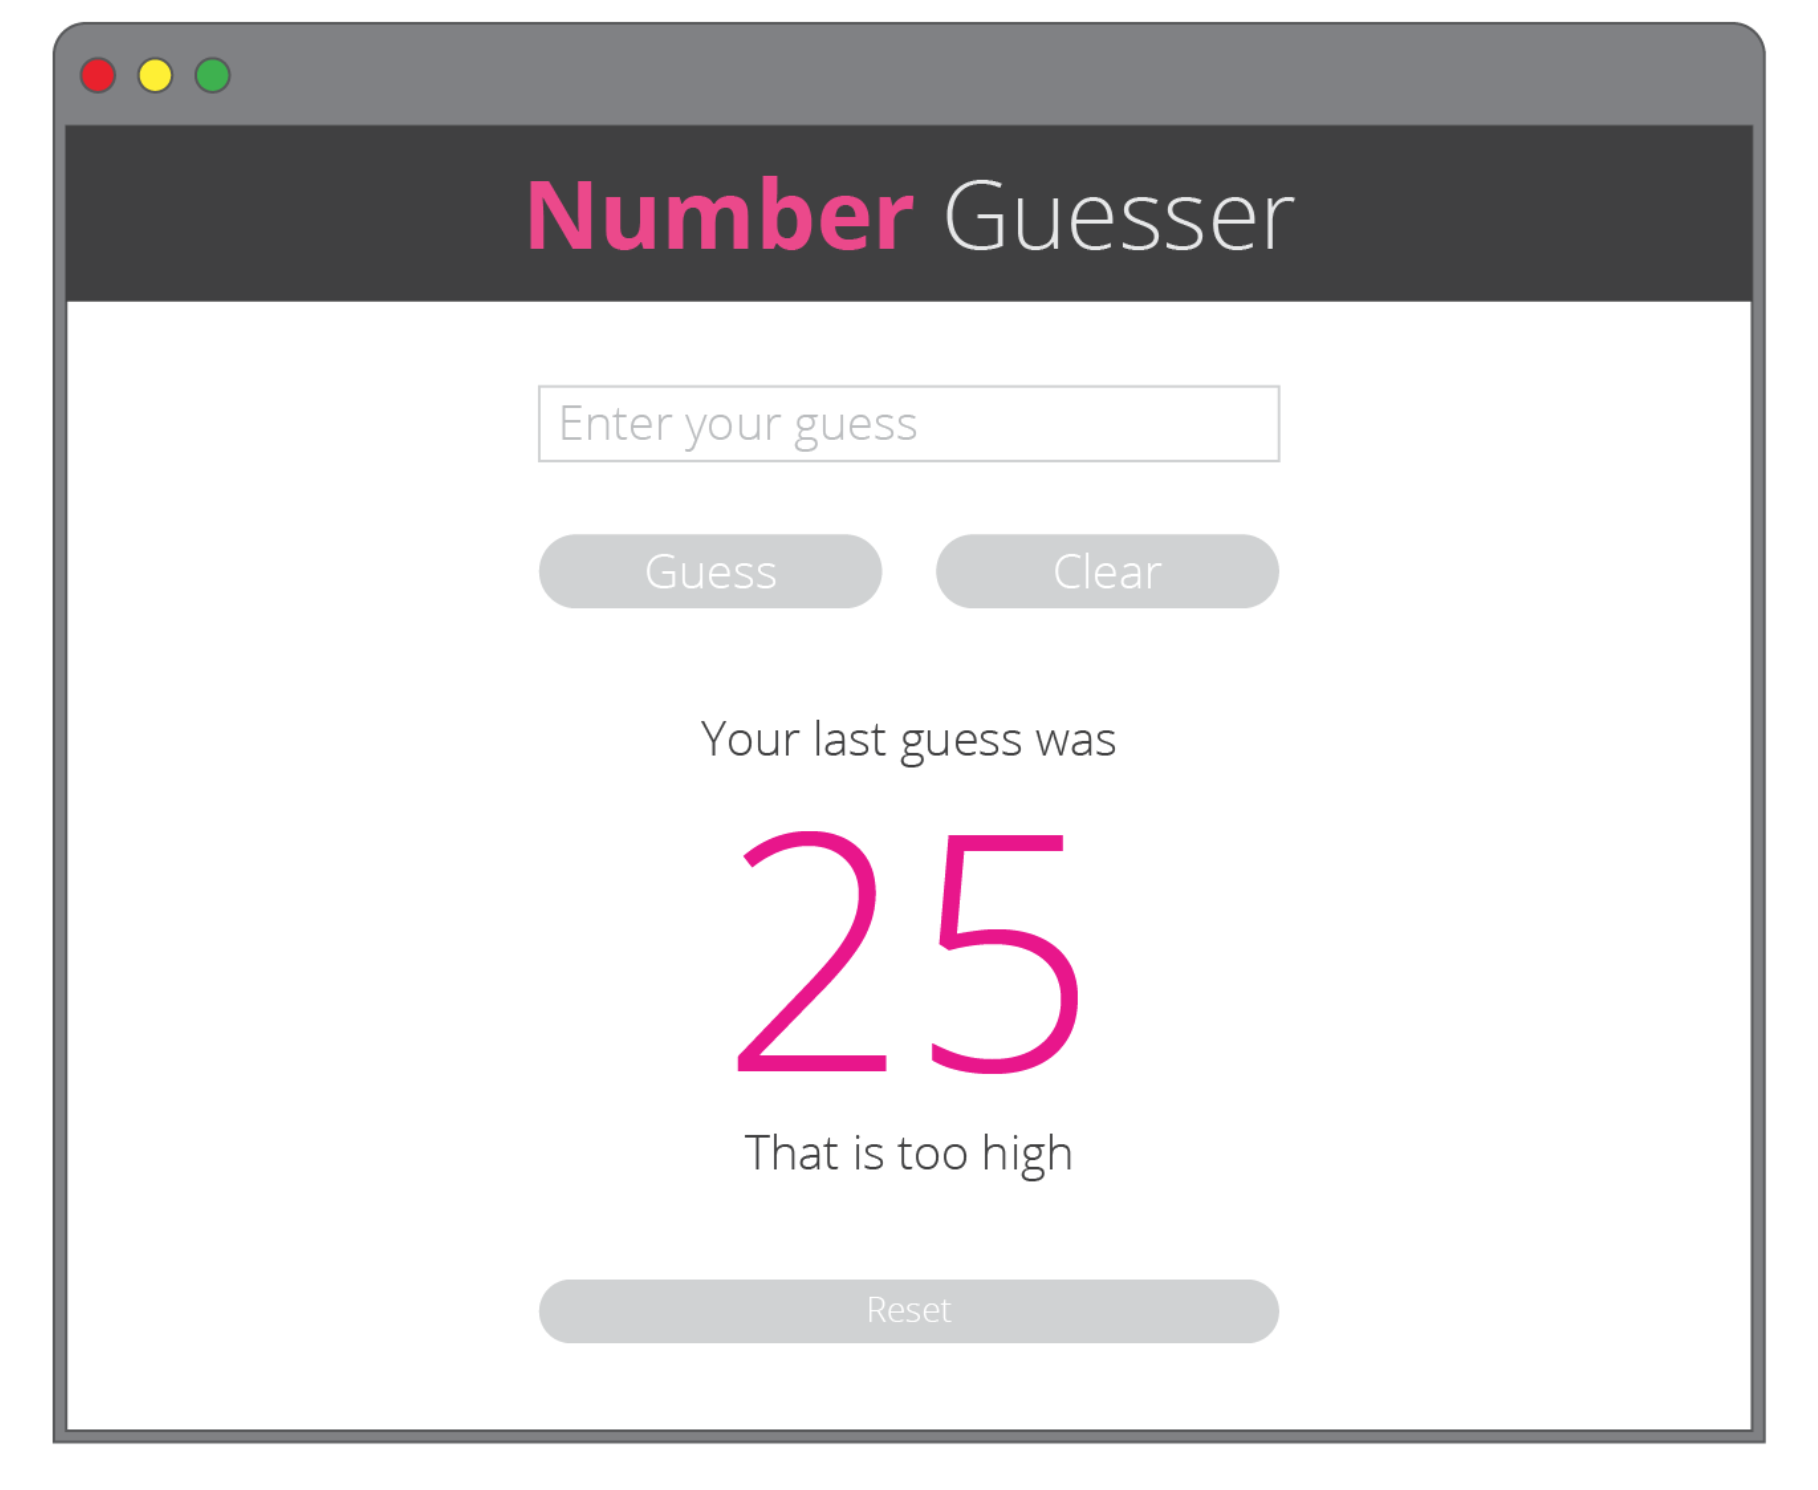 Number Guesser
Enter your guess
Guess Clear
Your last guess was
25
That is too high
Reset